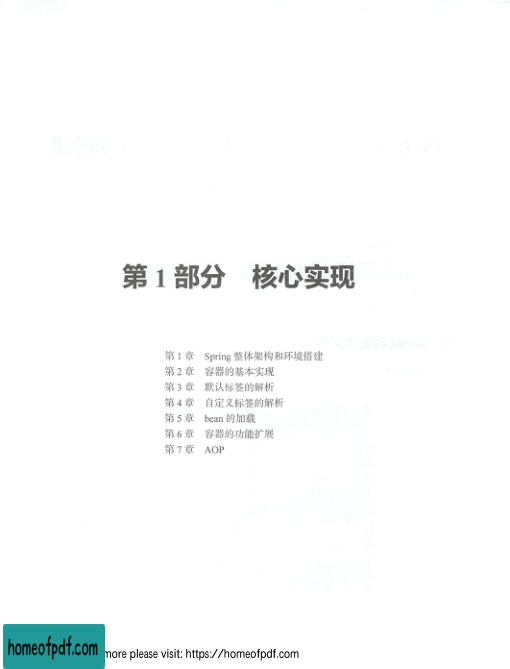 第 1 部分 核心实现
第 1 章 Spring 整体架构和环境搭建
第 2 章 容器的基本实现
第 3 章 默认标签的解析
第 4 章 自定义标签的解析
第 5 章 bean 的加载
第 6 章 容器的功能扩展
第 7 章 AOP
homeofpdf.com more please visit: https://homeofpdf.com